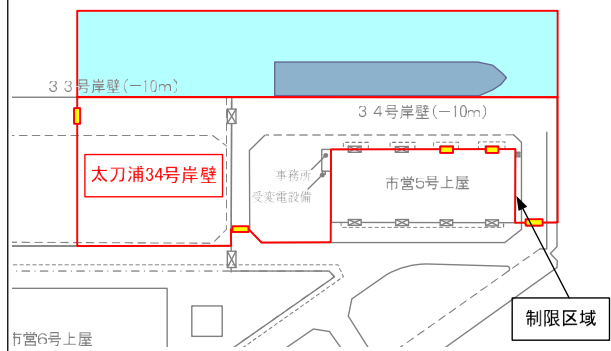 33号岸壁(-10m)
34号岸壁(-10m)
太刀浦34号岸壁
事務所
受変電設備
市営5号上屋
制限区域
市営6号上屋